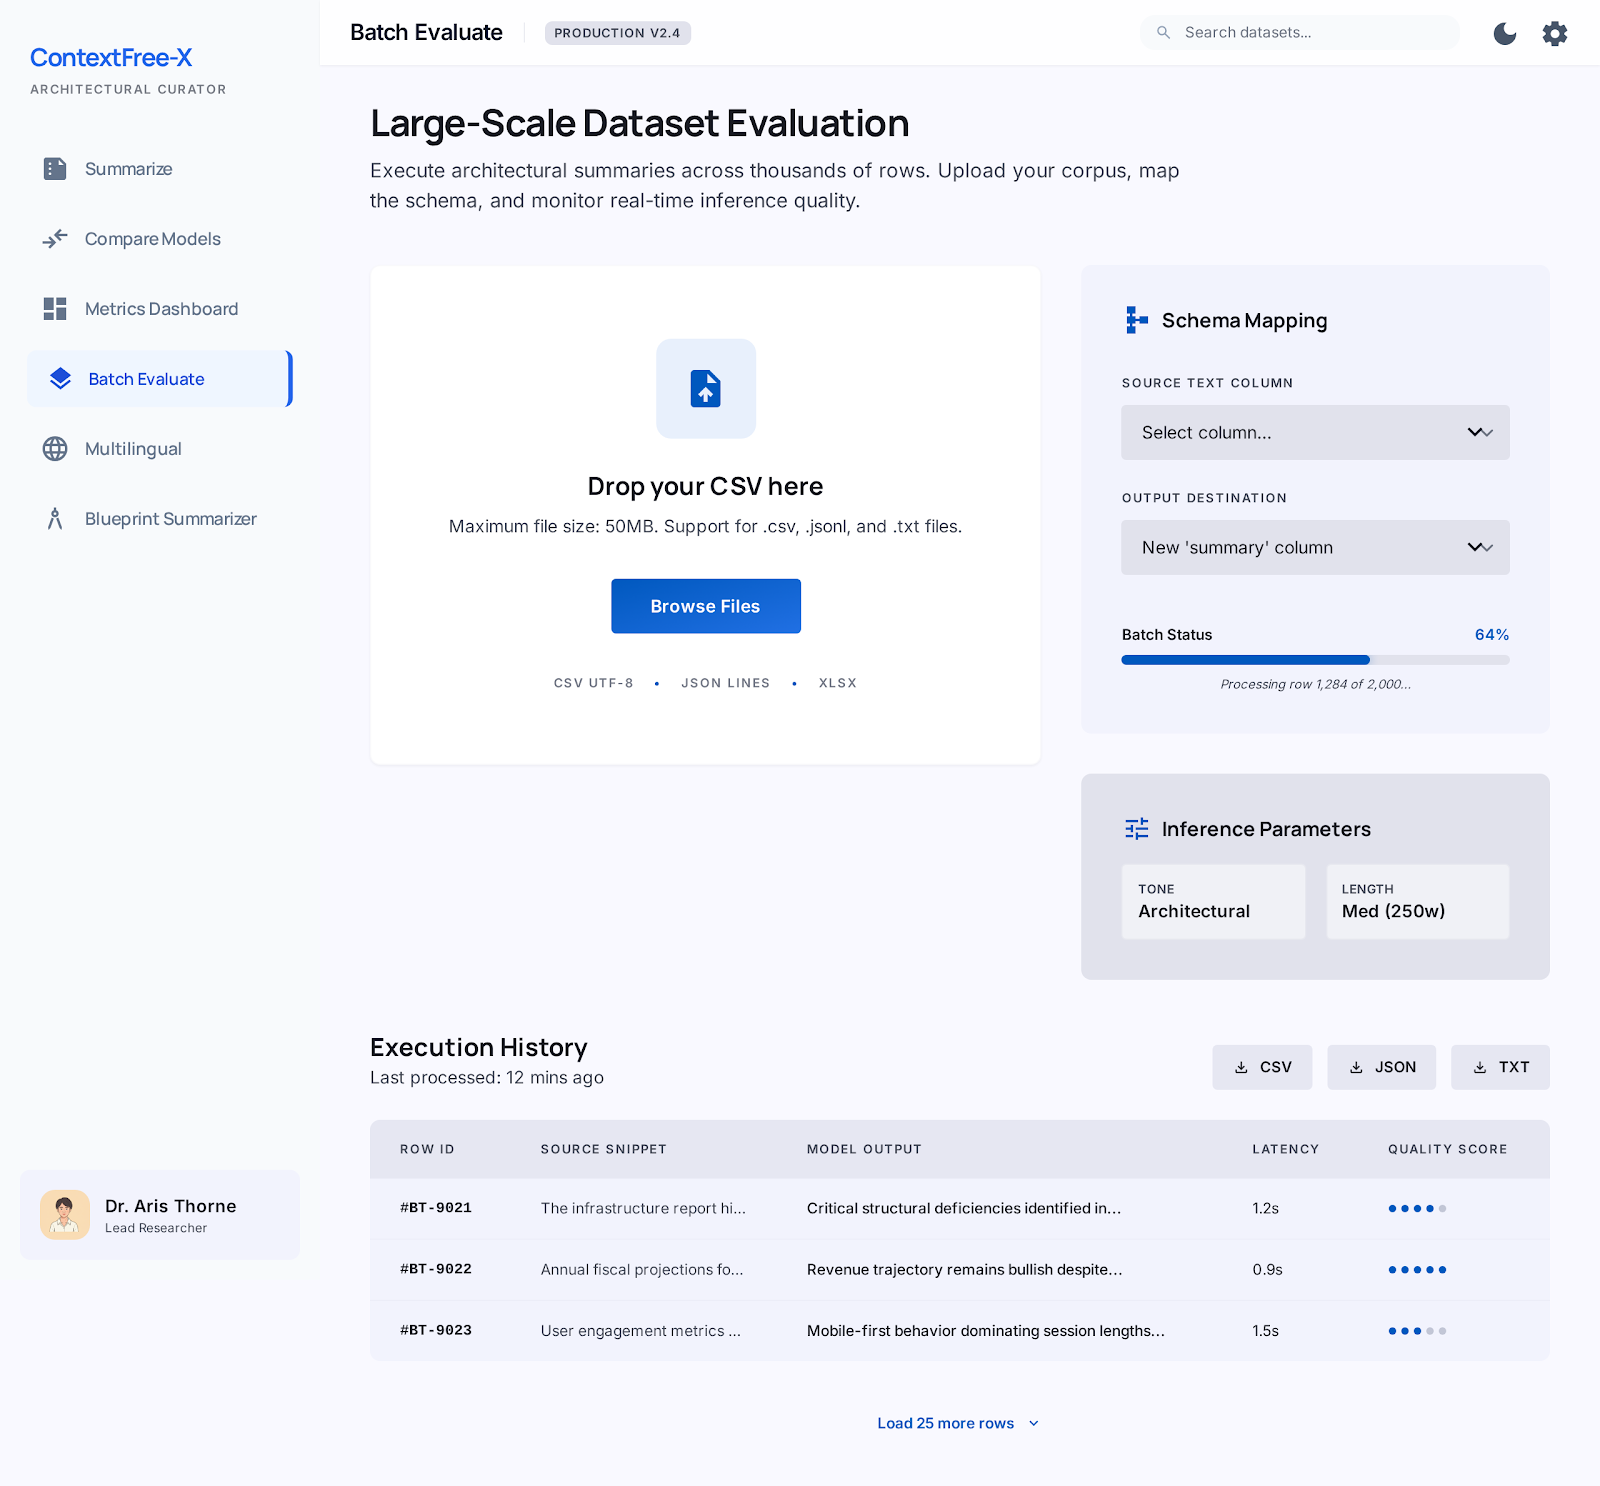 ContextFree-X
ARCHITECTURAL CURATOR
Summarize
Compare Models
Metrics Dashboard
Batch Evaluate
Multilingual
Blueprint Summarizer
Dr. Aris Thorne
Lead Researcher
Batch Evaluate
PRODUCTION V2.4
Search datasets...
Large-Scale Dataset Evaluation
Execute architectural summaries across thousands of rows. Upload your corpus, map
the schema, and monitor real-time inference quality.
Drop your CSV here
Maximum file size: 50MB. Support for .csv, .jsonl, and .txt files.
Browse Files
CSV UTF-8 • JSON LINES • XLSX
Schema Mapping
SOURCE TEXT COLUMN
Select column...
OUTPUT DESTINATION
New 'summary' column
Batch Status 64%
Processing row 1,284 of 2,000...
Inference Parameters
TONE
Architectural
LENGTH
Med (250w)
Execution History
Last processed: 12 mins ago
CSV JSON TXT
ROW ID SOURCE SNIPPET MODEL OUTPUT LATENCY QUALITY SCORE
#BT-9021 The infrastructure report hi... Critical structural deficiencies identified in... 1.2s
#BT-9022 Annual fiscal projections fo... Revenue trajectory remains bullish despite... 0.9s
#BT-9023 User engagement metrics ... Mobile-first behavior dominating session lengths... 1.5s
Load 25 more rows